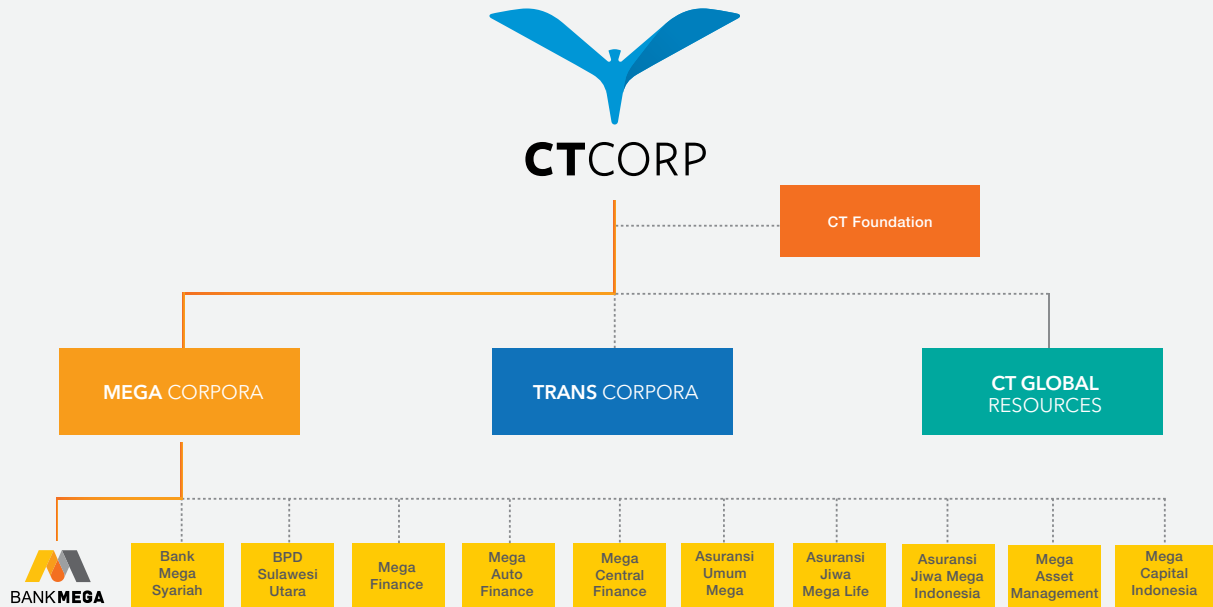 CTCORP
CT Foundation
MEGA CORPORA
TRANS CORPORA
CT GLOBAL
RESOURCES
BANKMEGA
Bank
Mega
Syariah
BPD
Sulawesi
Utara
Mega
Finance
Mega
Auto
Finance
Mega
Central
Finance
Asuransi
Umum
Mega
Asuransi
Jiwa
Mega Life
Asuransi
Jiwa Mega
Indonesia
Mega
Asset
Management
Mega
Capital
Indonesia